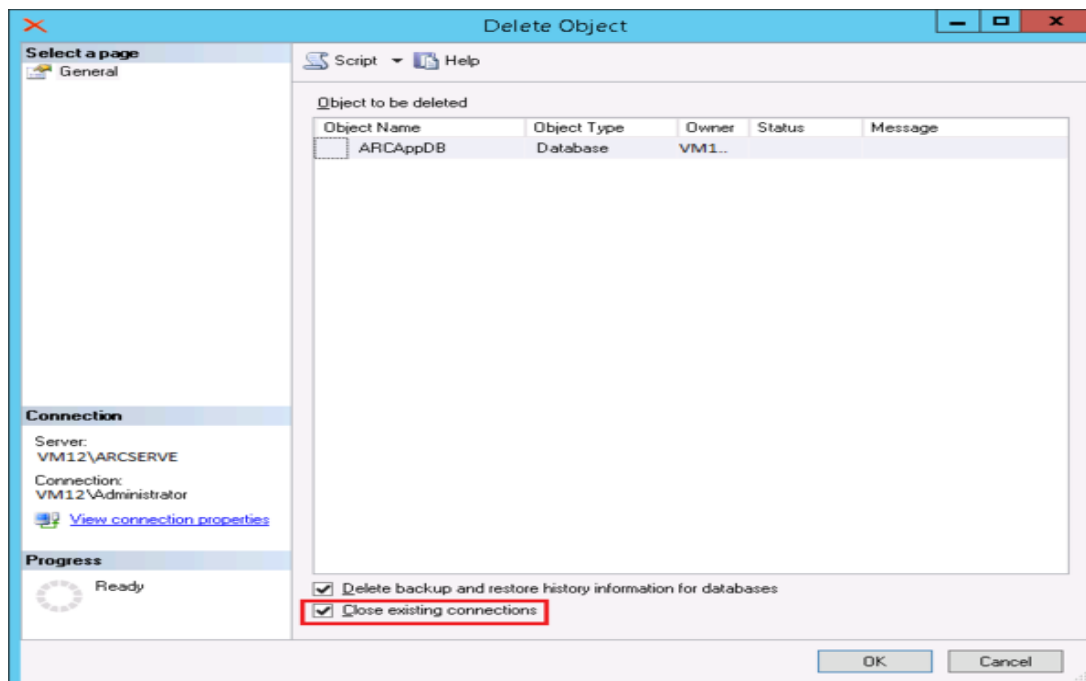 Delete Object
Select a page
General
Script Help
Object to be deleted
Object Name Object Type Owner Status Message
ARCAppDB Database VM1...
Connection
Server:
VM12\ARCSERVE
Connection:
VM12\Administrator
View connection properties
Progress
Ready
Delete backup and restore history information for databases
Close existing connections
OK Cancel